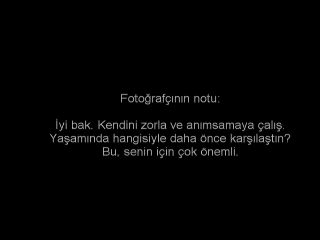 Fotoğrafçının notu:
İyi bak. Kendini zorla ve anımsamaya çalış.
Yaşamında hangisiyle daha önce karşılaştın?
Bu, senin için çok önemli.